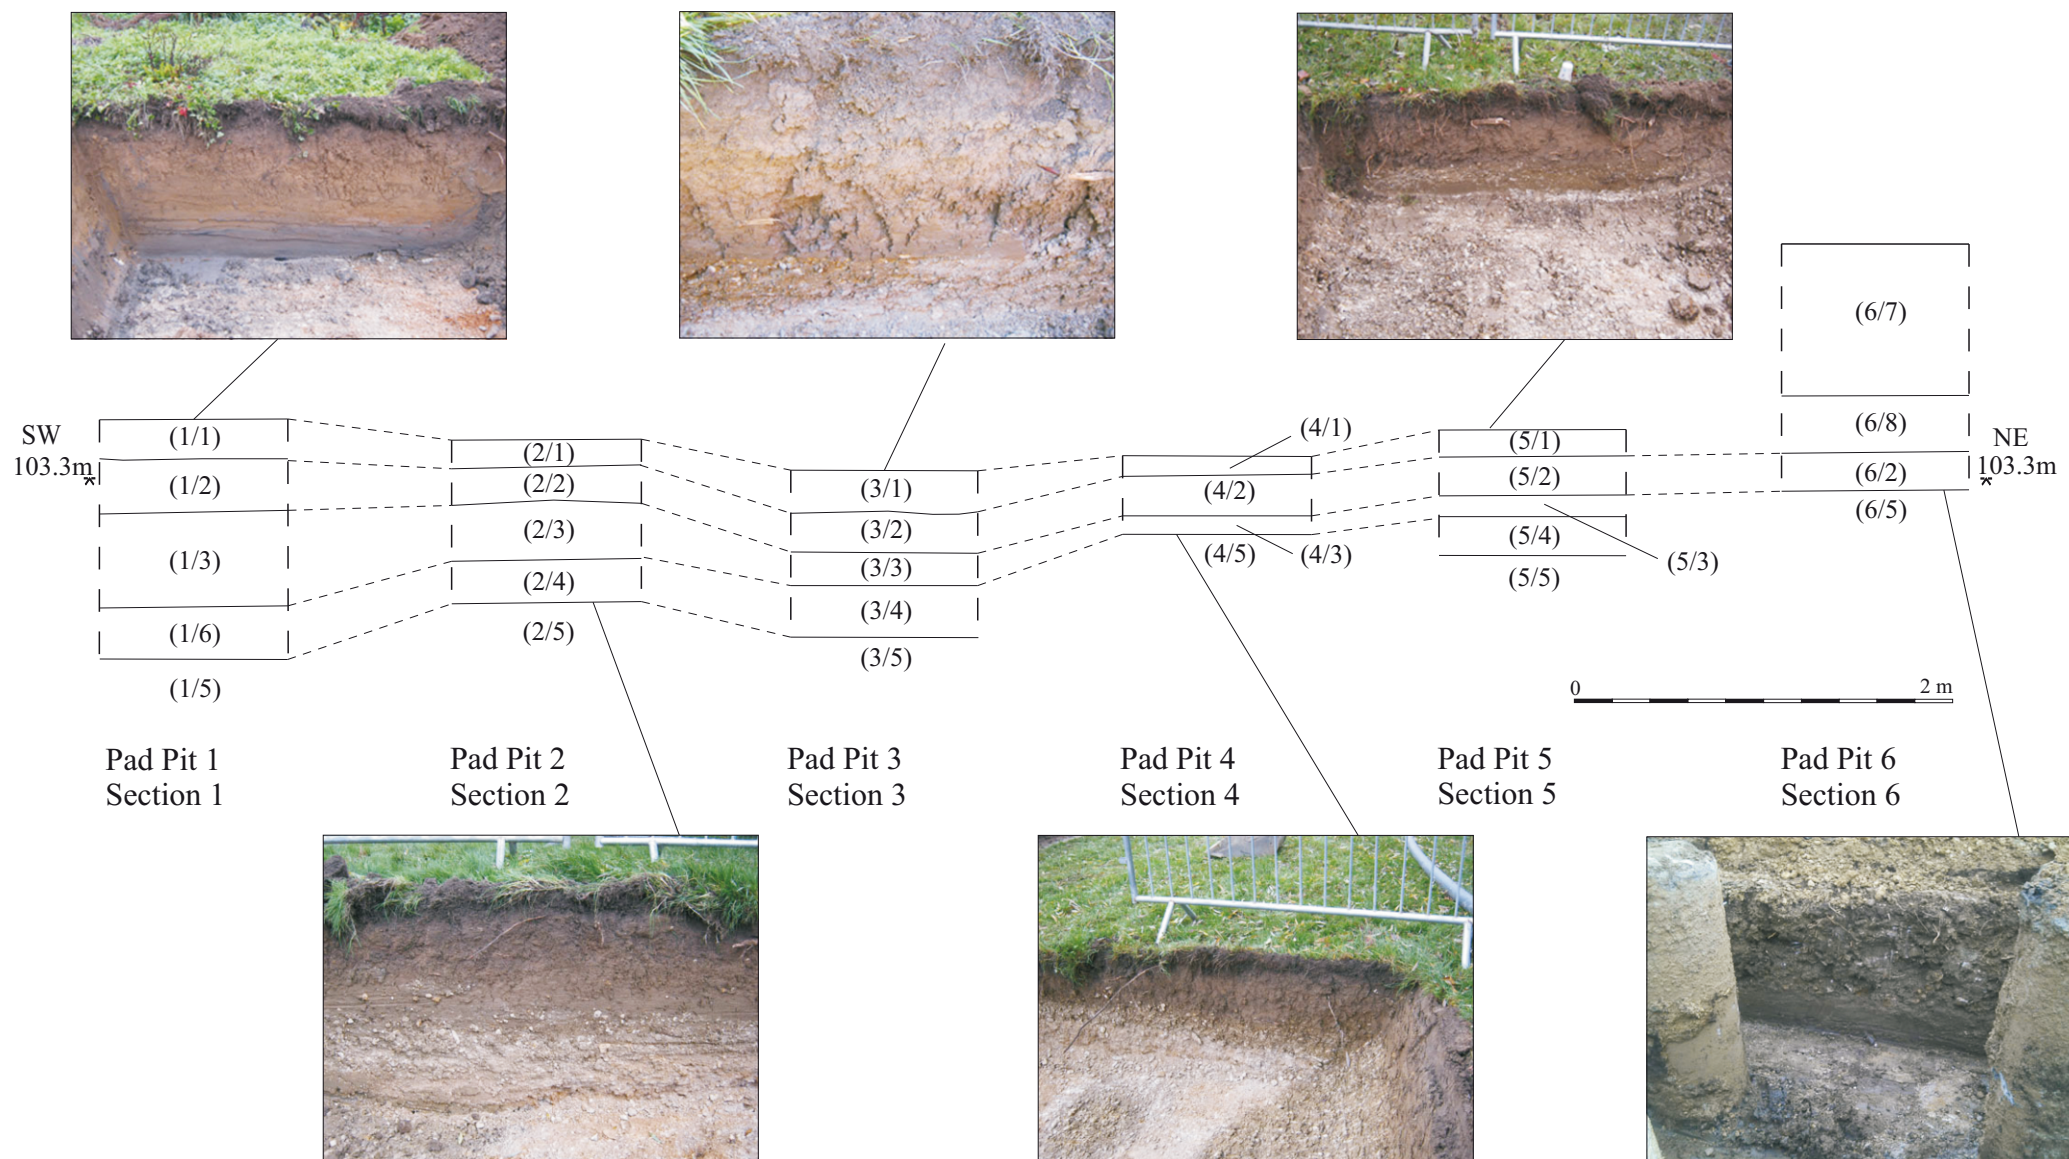 SW
103.3m
(1/1)
(1/2)
(1/3)
(1/6)
(1/5)
(2/1)
(2/2)
(2/3)
(2/4)
(2/5)
(3/1)
(3/2)
(3/3)
(3/4)
(3/5)
(4/1)
(4/2)
(4/3)
(4/5)
(5/1)
(5/2)
(5/3)
(5/4)
(5/5)
(6/7)
(6/8)
(6/2)
(6/5)
NE
103.3m
0 2 m
Pad Pit 1
Section 1
Pad Pit 2
Section 2
Pad Pit 3
Section 3
Pad Pit 4
Section 4
Pad Pit 5
Section 5
Pad Pit 6
Section 6